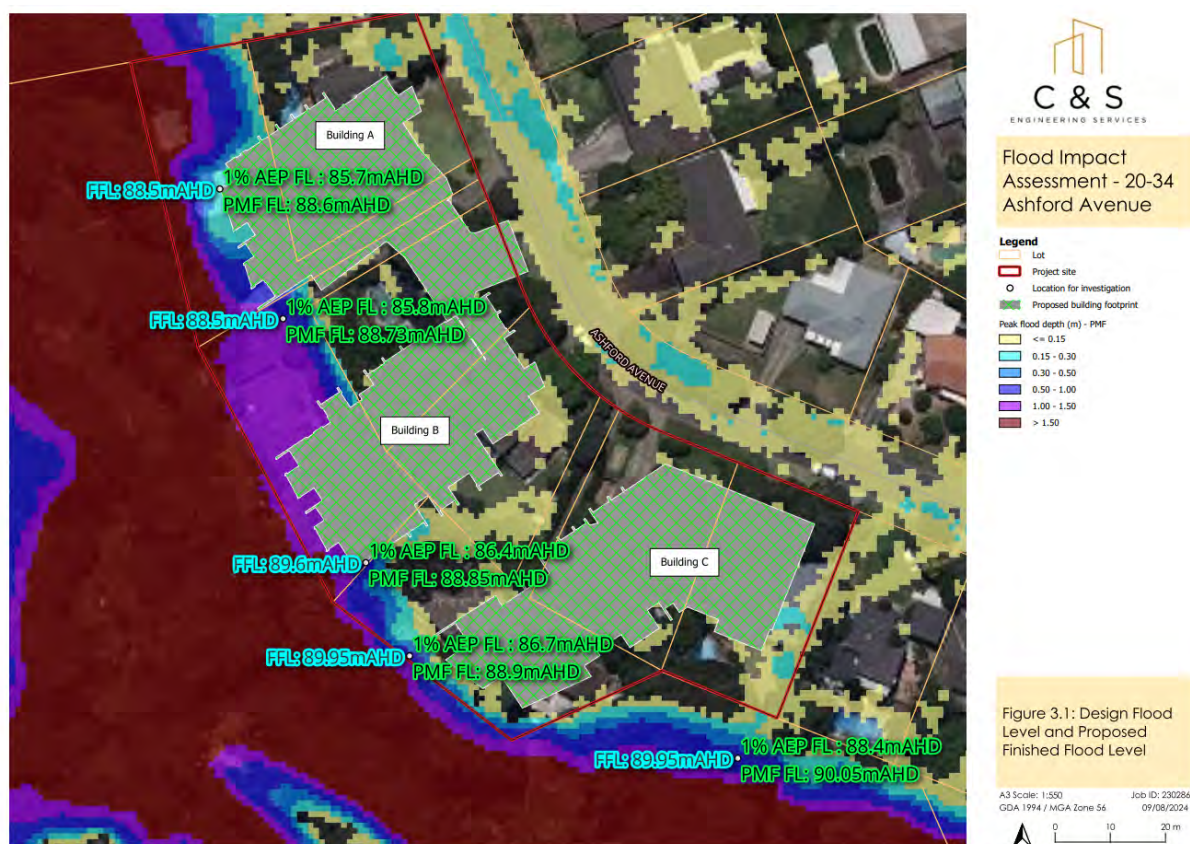 Building A
1% AEP FL : 85.7mAHD
FFL: 88.5mAHD
PMF FL: 88.6mAHD
1% AEP FL : 85.8mAHD
FFL: 88.5mAHD
PMF FL: 88.73mAHD
ASHFORD AVENUE
Building B
1% AEP FL : 86.4mAHD
FFL: 89.6mAHD
PMF FL: 88.85mAHD
Building C
1% AEP FL : 86.7mAHD
FFL: 89.95mAHD
PMF FL: 88.9mAHD
1% AEP FL : 88.4mAHD
FFL: 89.95mAHD
PMF FL: 90.05mAHD
C & S
ENGINEERING SERVICES
Flood Impact
Assessment - 20-34
Ashford Avenue
Legend
Lot
Project site
Location for investigation
Proposed building footprint
Peak flood depth (m) - PMF
<= 0.15
0.15 - 0.30
0.30 - 0.50
0.50 - 1.00
1.00 - 1.50
> 1.50
Figure 3.1: Design Flood
Level and Proposed
Finished Flood Level
A3 Scale: 1:550 Job ID: 230286
GDA 1994 / MGA Zone 56 09/08/2024
0 10 20 m